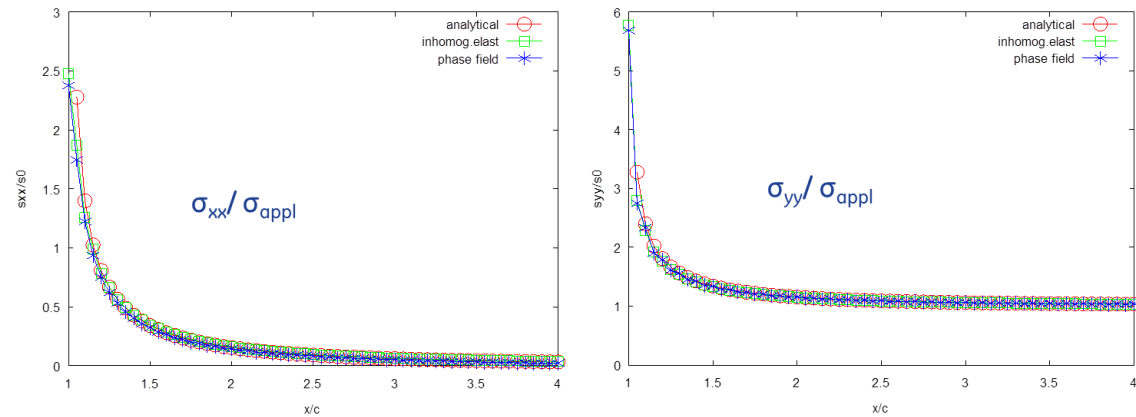 3
2.5
2
1.5
1
0.5
0
sxx/s0
analytical
inhomog.elast
phase field
σxx/ σappl
1
1.5
2
2.5
3
3.5
4
x/c
6
5
4
3
2
1
0
syy/s0
analytical
inhomog.elast
phase field
σyy/ σappl
1
1.5
2
2.5
3
3.5
4
x/c